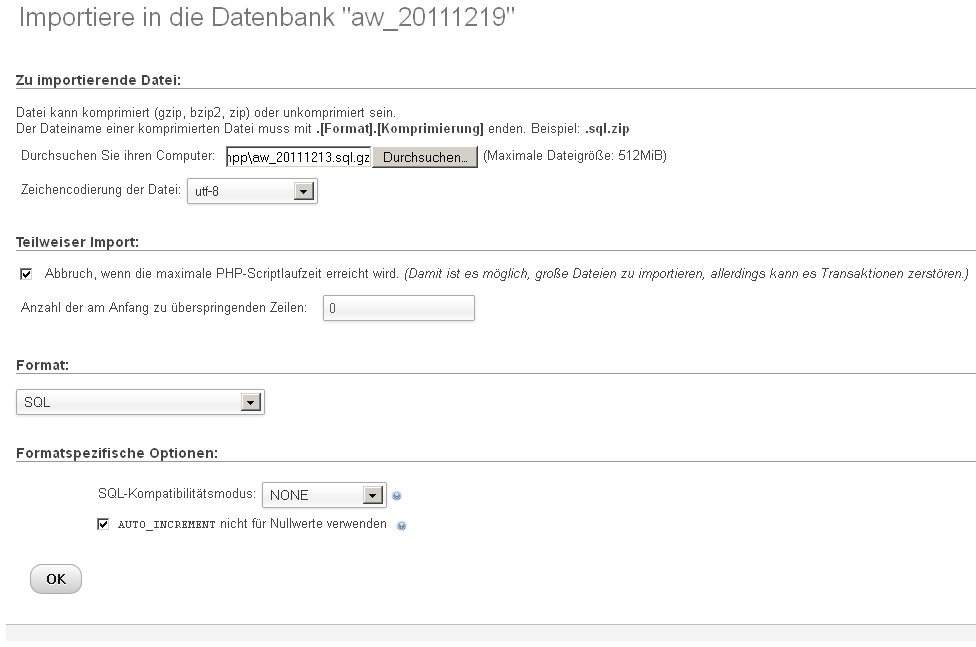 Importiere in die Datenbank "aw_20111219"
Zu importierende Datei:
Datei kann komprimiert (gzip, bzip2, zip) oder unkomprimiert sein.
Der Dateiname einer komprimierten Datei muss mit .[Format].[Komprimierung] enden. Beispiel: .sql.zip
Durchsuchen Sie ihren Computer: npp\aw_20111213.sql.gz Durchsuchen... (Maximale Dateigröße: 512MiB)
Zeichencodierung der Datei: utf-8
Teilweiser Import:
Abbruch, wenn die maximale PHP-Scriptlaufzeit erreicht wird. (Damit ist es möglich, große Dateien zu importieren, allerdings kann es Transaktionen zerstören.)
Anzahl der am Anfang zu überspringenden Zeilen: 0
Format:
SQL
Formatspezifische Optionen:
SQL-Kompatibilitätsmodus: NONE
AUTO_INCREMENT nicht für Nullwerte verwenden
OK